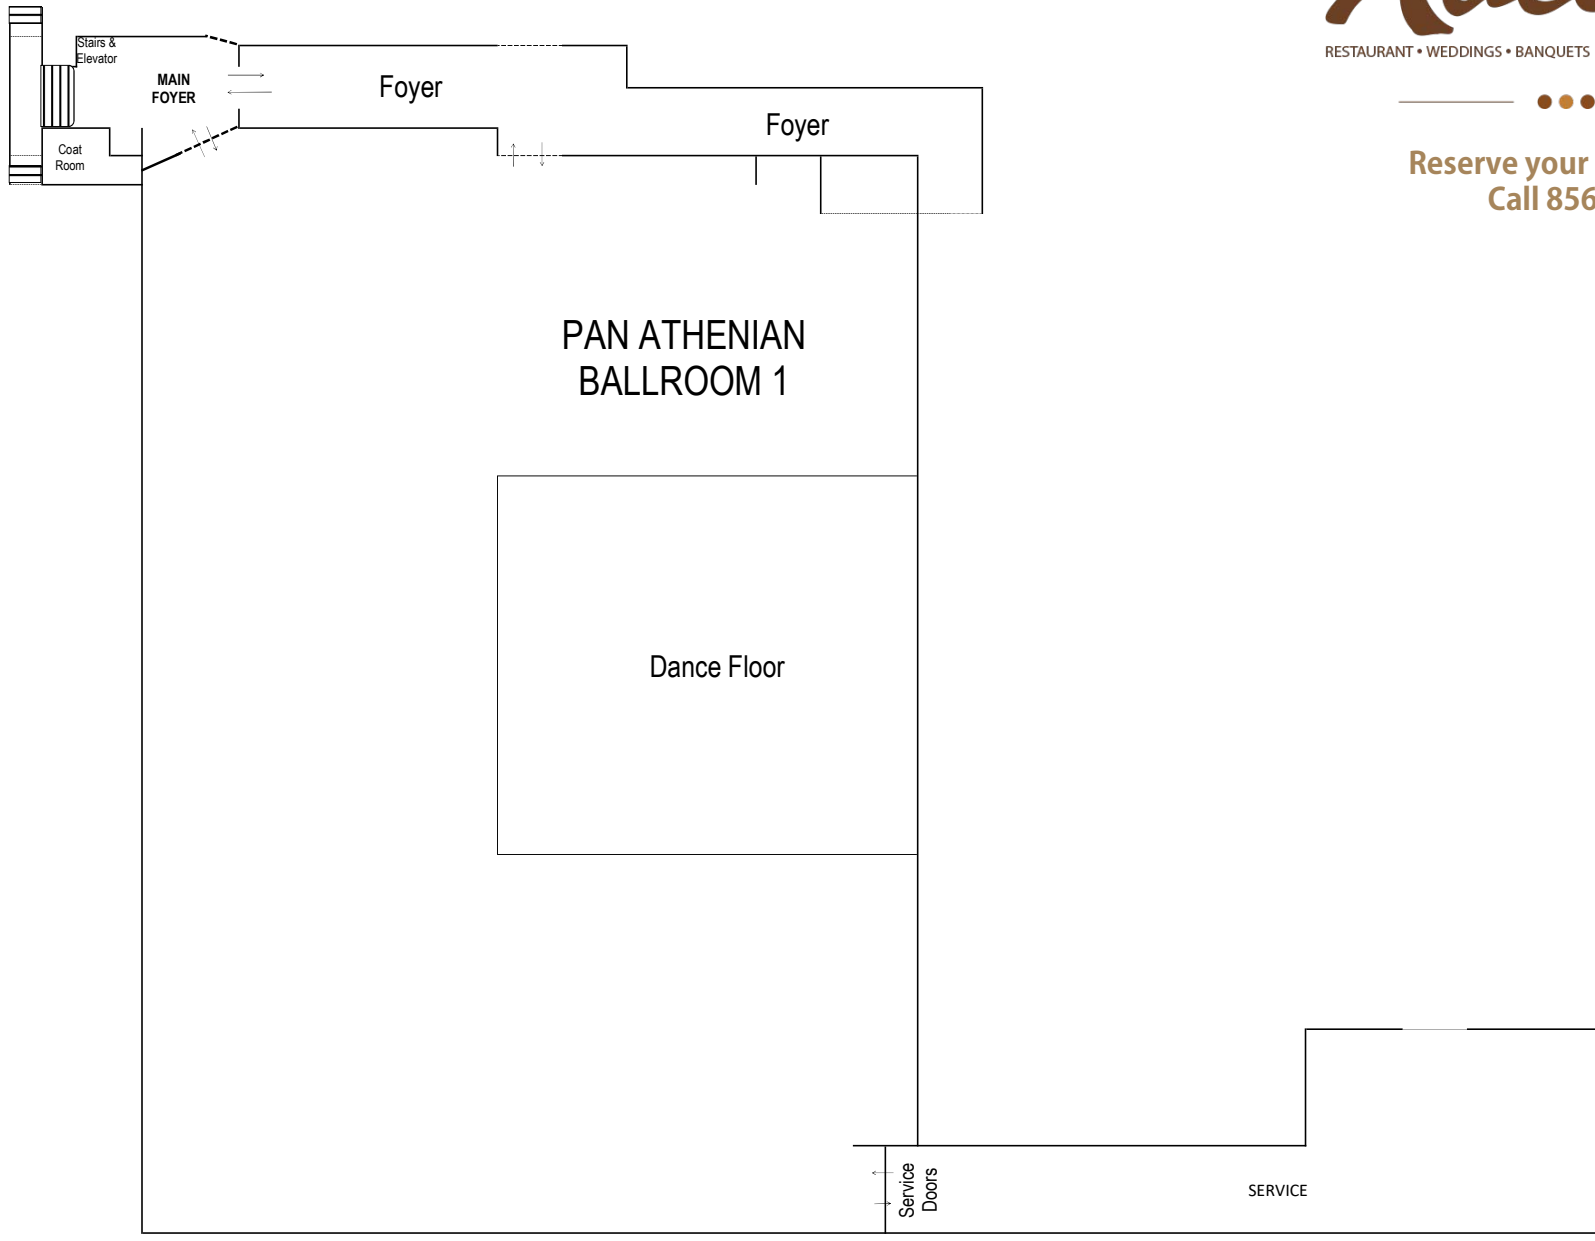 RESTAURANT • WEDDINGS • BANQUETS
Reserve your
Call 856
Stairs &
Elevator
MAIN
FOYER
Foyer
Foyer
Coat
Room
PAN ATHENIAN
BALLROOM 1
Dance Floor
Service
Doors
SERVICE